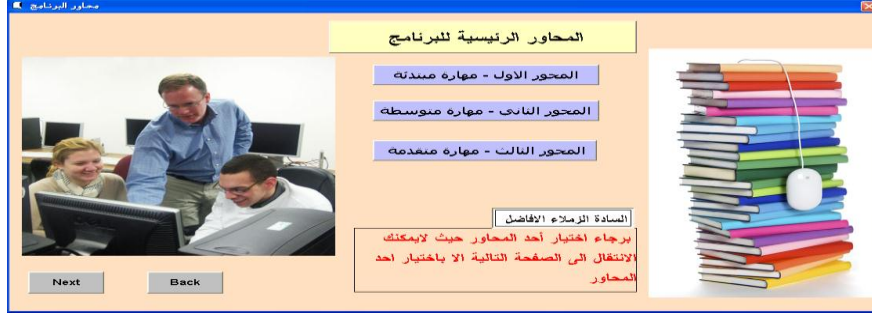 محاور البرنامج
المحاور الرئيسية للبرنامج
المحور الاول - مهارة مبتدئة
المحور الثانى - مهارة متوسطة
المحور الثالث - مهارة متقدمة
السادة الزملاء الافاضل
برجاء اختيار أحد المحاور حيث لايمكنك
الانتقال الى الصفحة التالية الا باختيار احد
المحاور
Next
Back